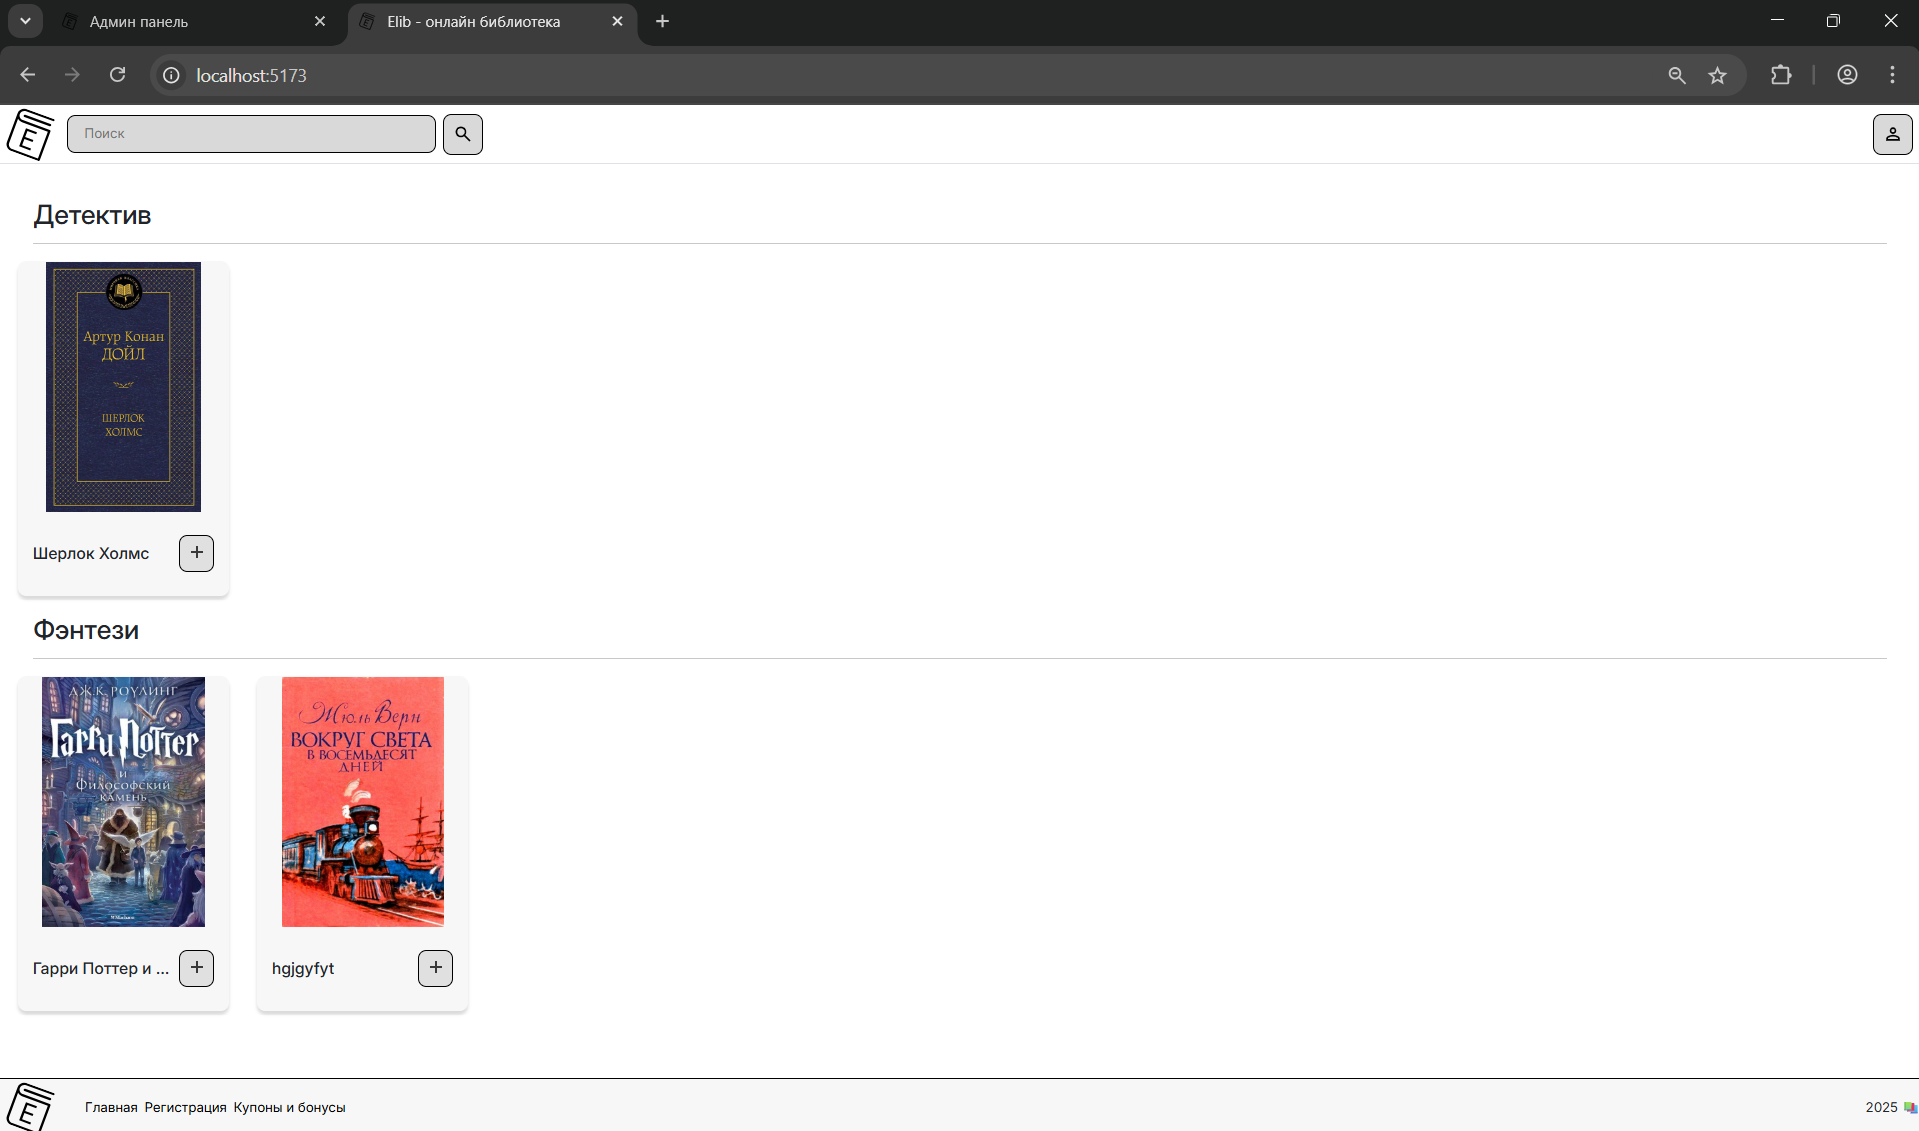 Админ панель
Elib - онлайн библиотека
localhost:5173
E
Поиск
Детектив
Артур Конан
ДОЙЛ
ШЕРЛОК
ХОЛМС
Шерлок Холмс
Фэнтези
ДЖ.К. РОУЛИНГ
Гарри Поттер
и
Философский
камень
Жюль Верн
ВОКРУГ СВЕТА
В ВОСЕМЬДЕСЯТ
ДНЕЙ
Гарри Поттер и ...
hgjgyfyt
E
Главная Регистрация Купоны и бонусы
2025